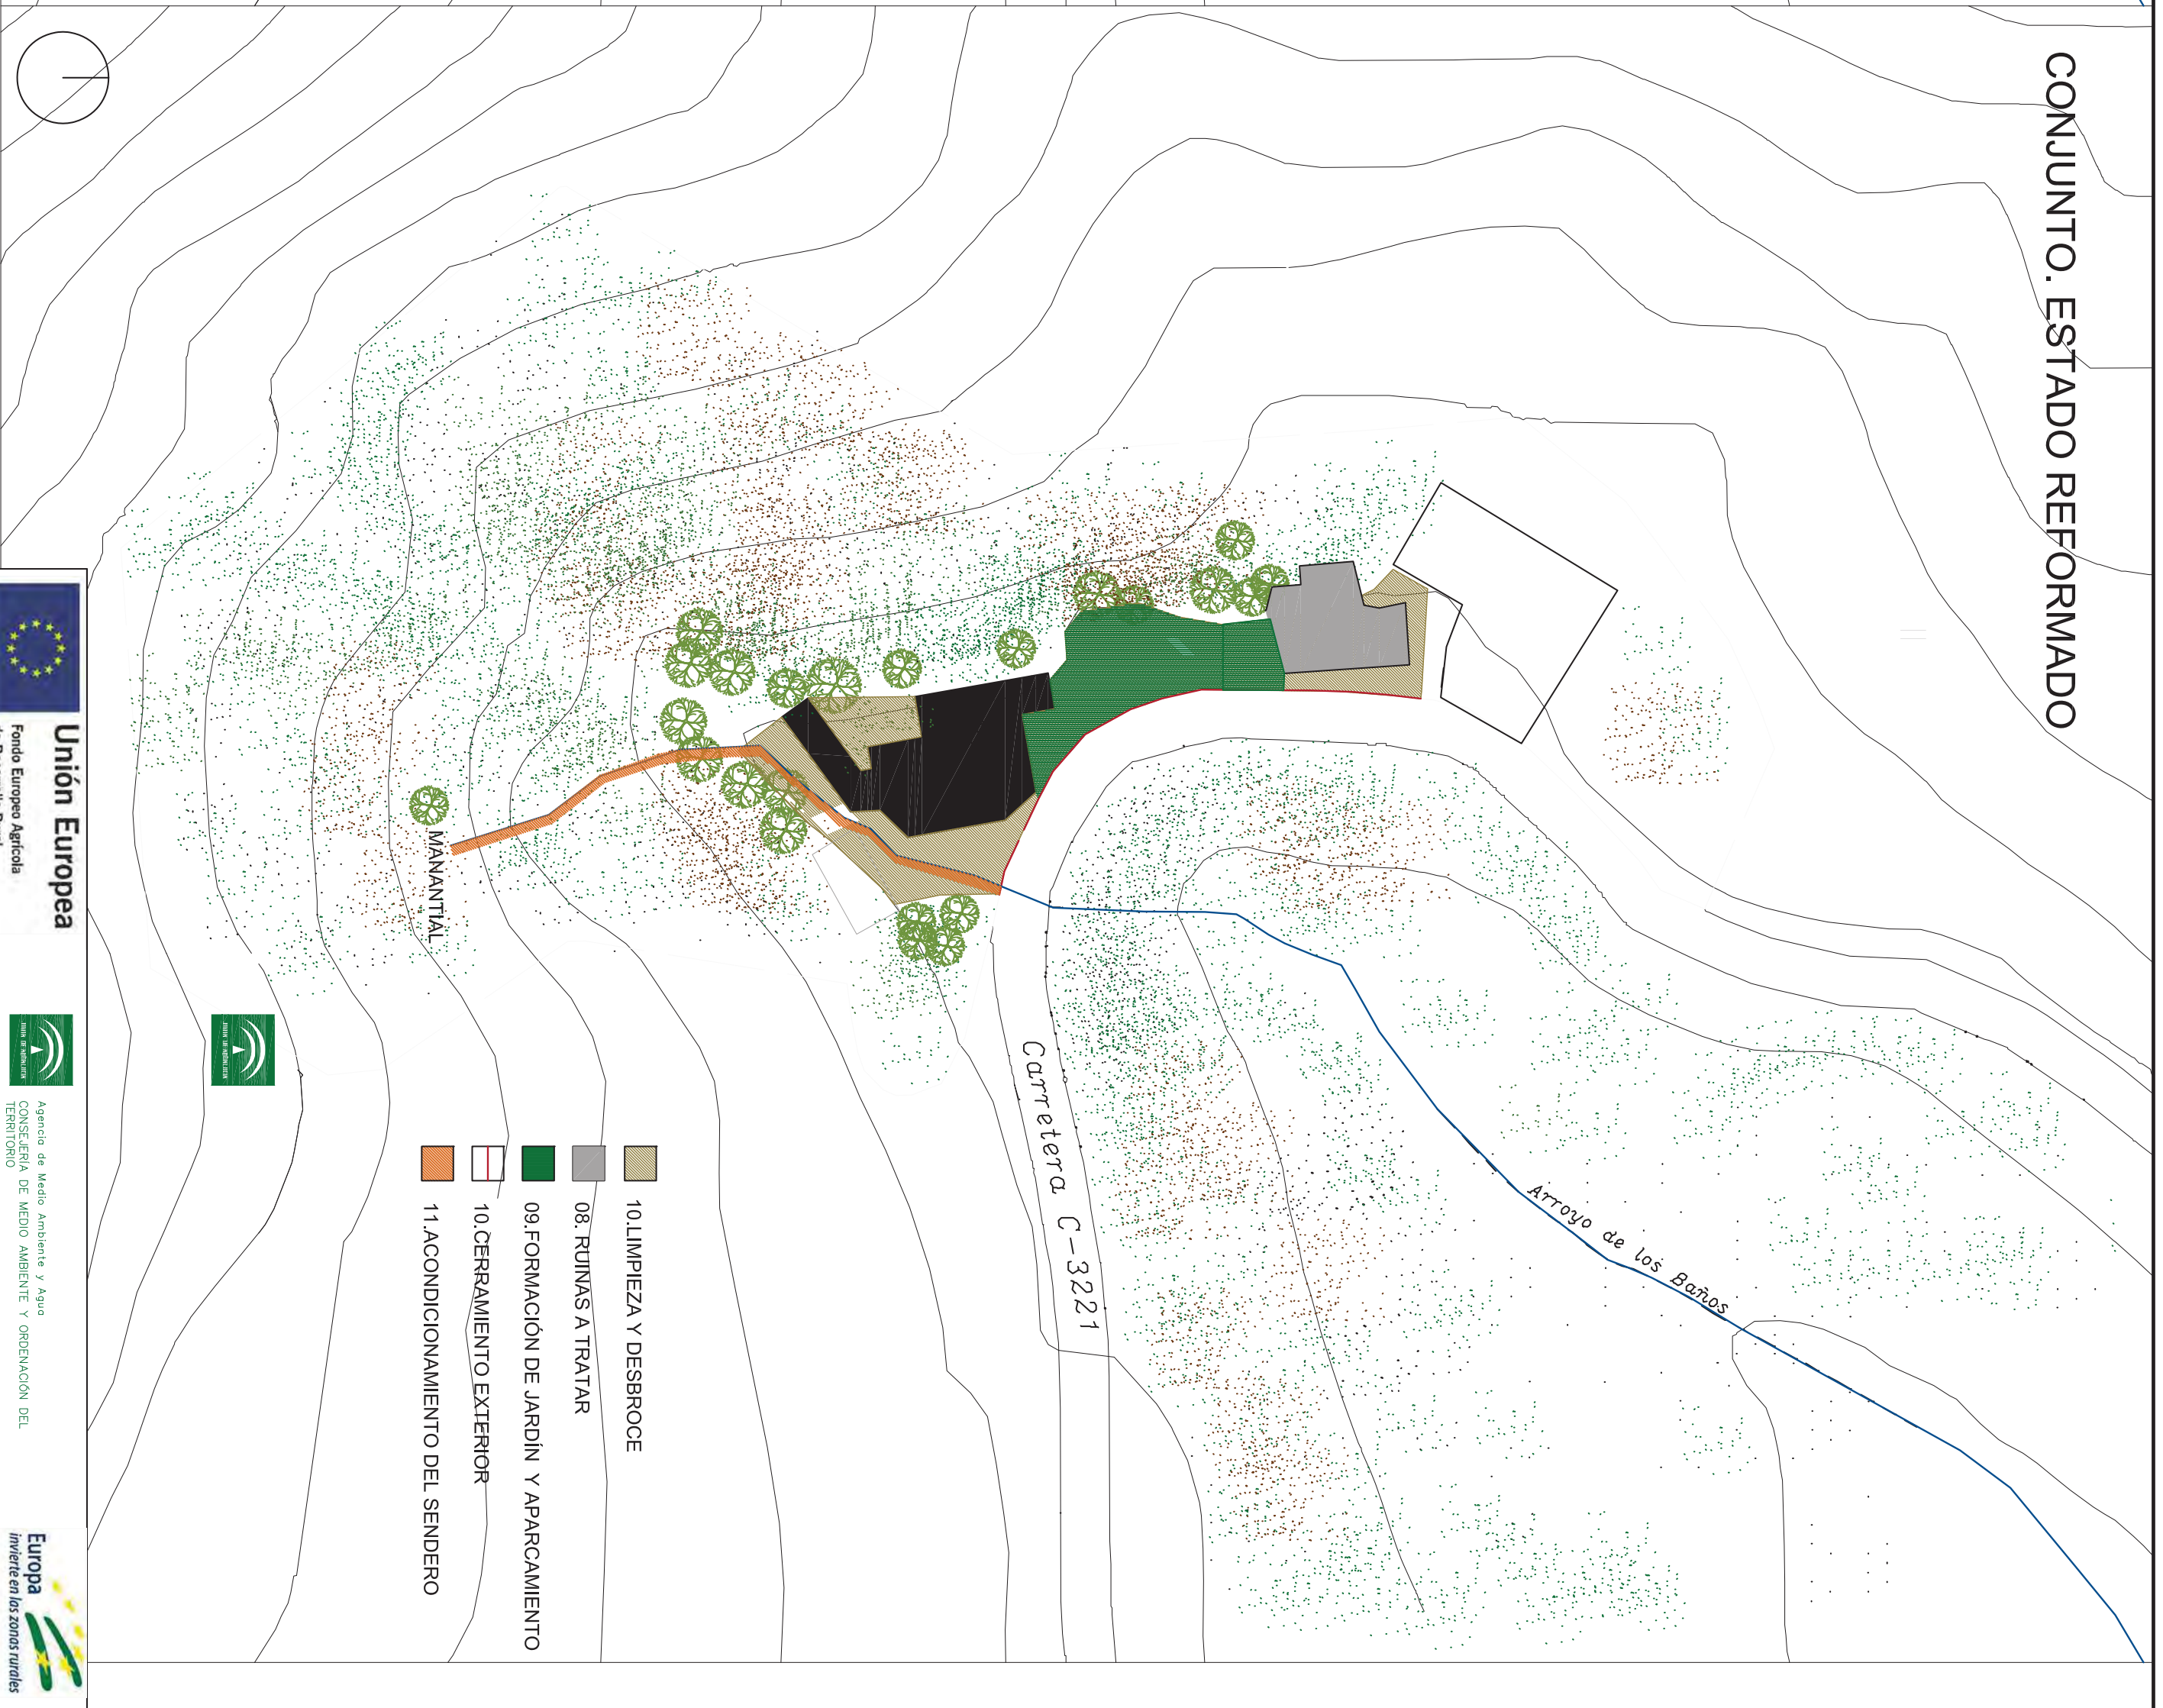 CONJUNTO. ESTADO REFORMADO
Arroyo de los Baños
Carretera C-3221
MANANTIAL
10.LIMPIEZA Y DESBROCE
08. RUINAS A TRATAR
09.FORMACIÓN DE JARDÍN Y APARCAMIENTO
10.CERRAMIENTO EXTERIOR
11.ACONDICIONAMIENTO DEL SENDERO
Unión Europea
Fondo Europeo Agrícola
Agencia de Medio Ambiente y Agua
CONSEJERIA DE MEDIO AMBIENTE Y ORDENACIÓN DEL
TERRITORIO
Europa
invierte en las zonas rurales